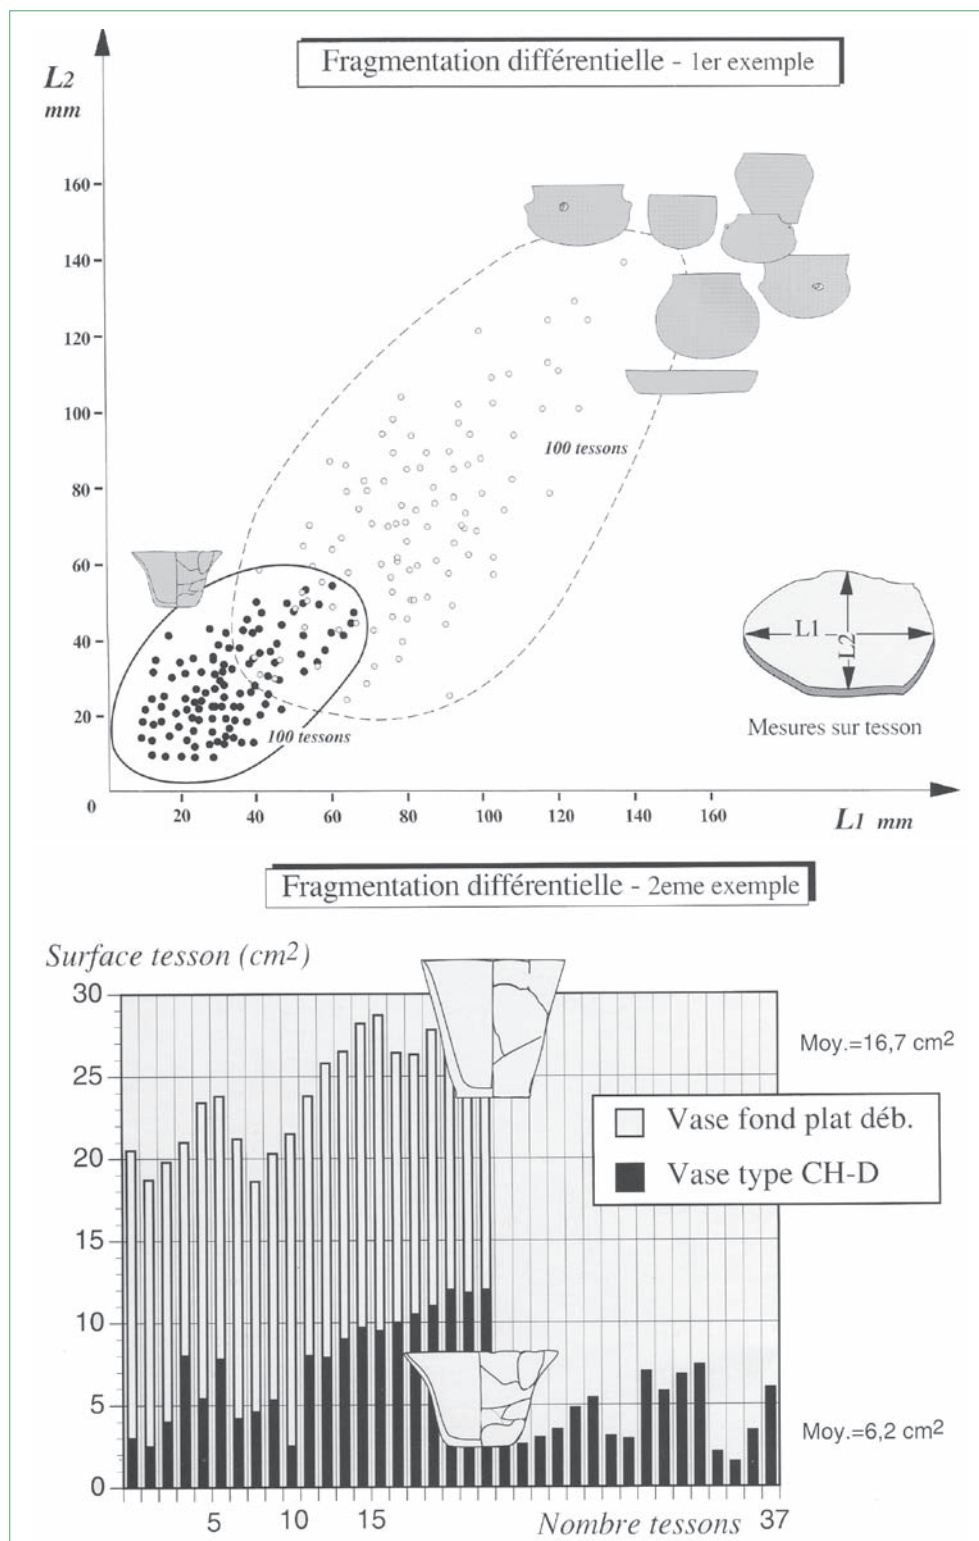 Fragmentation différentielle - 1er exemple
L2
mm
160
140
120
100
80
60
40
20
0
100 tessons
100 tessons
L1
L2
Mesures sur tesson
20 40 60 80 100 120 140 160
L1 mm
Fragmentation différentielle - 2eme exemple
Surface tesson (cm2)
30
25
20
15
10
5
0
Moy.=16,7 cm2
Vase fond plat déb.
Vase type CH-D
Moy.=6,2 cm2
5 10 15 37
Nombre tessons